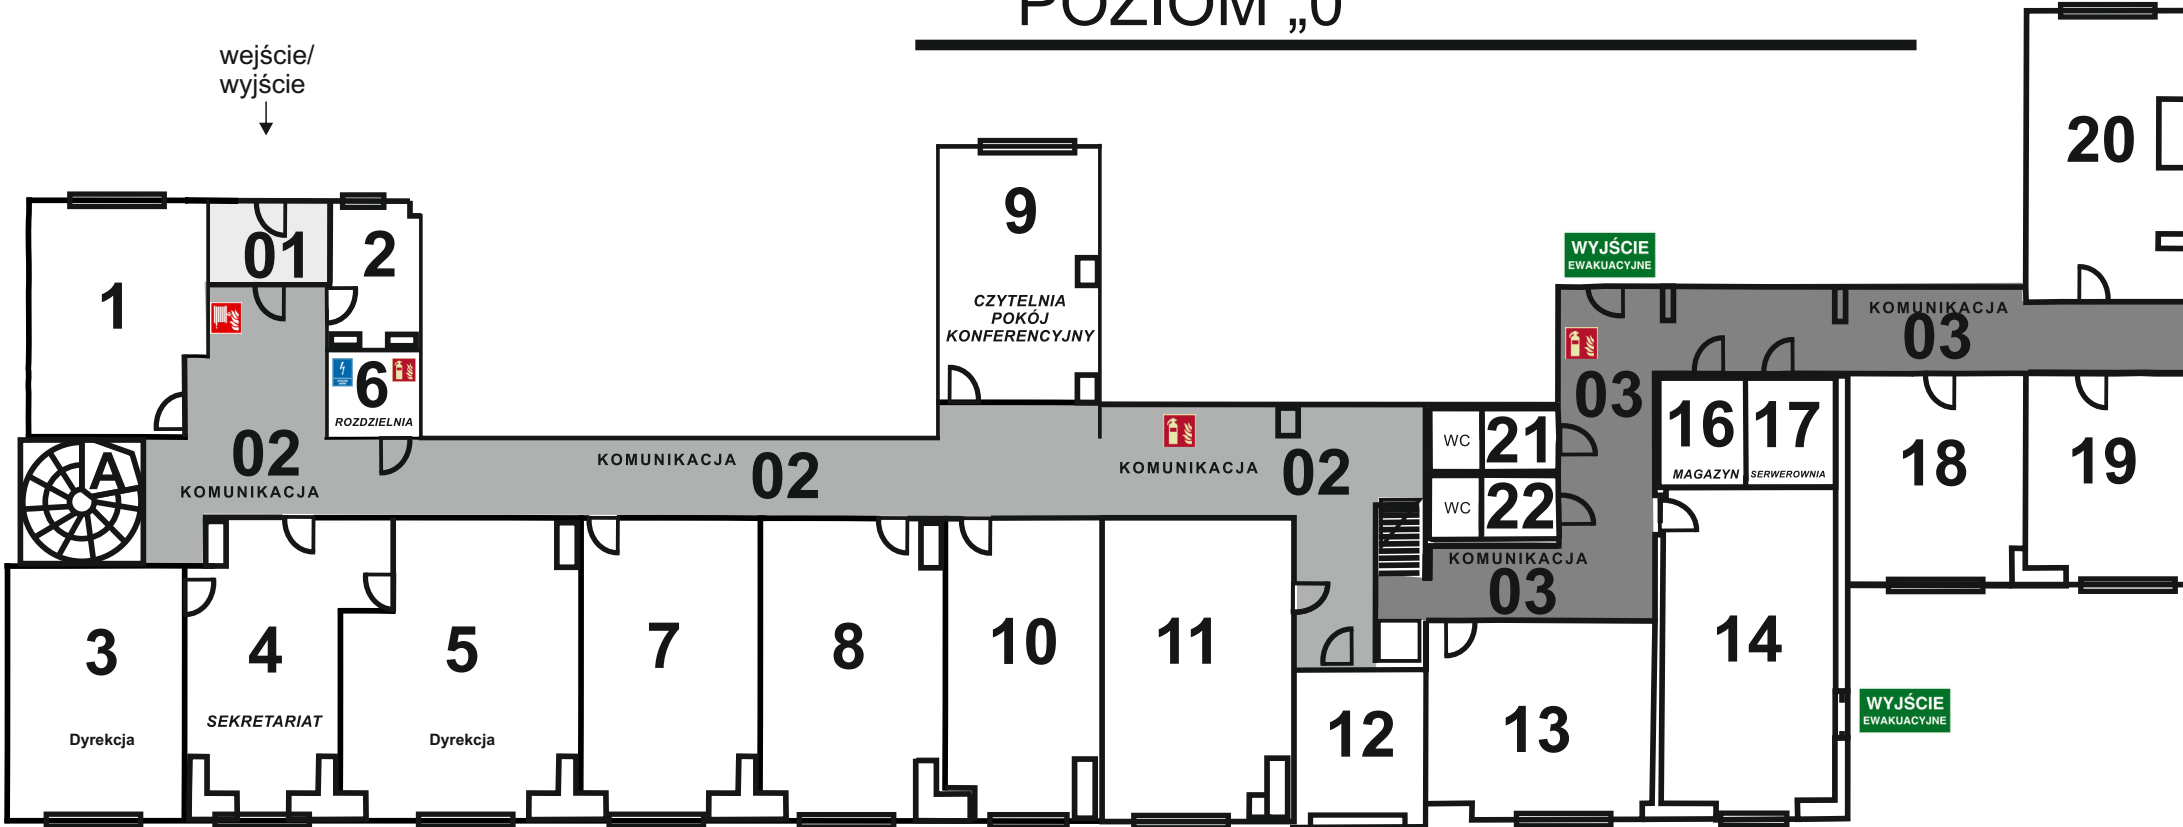 POZIOM „0
wejście/
wyjście
20
9
01
2
WYJŚCIE
EWAKUACYJNE
1
CZYTELNIA
POKÓJ
KONFERENCYJNY
KOMUNIKACJA
03
6
ROZDZIELNIA
03
16
MAGAZYN
17
SERWEROWNIA
18
19
A
02
KOMUNIKACJA
KOMUNIKACJA
02
KOMUNIKACJA
02
WC
21
WC
22
KOMUNIKACJA
03
3
Dyrekcja
4
SEKRETARIAT
5
Dyrekcja
7
8
10
11
12
13
14
WYJŚCIE
EWAKUACYJNE